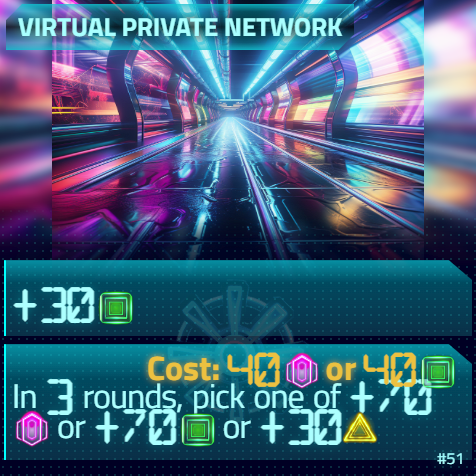 VIRTUAL PRIVATE NETWORK
+30
Cost: 40 or 40
In 3 rounds, pick one of +70
or +70 or +30
#51